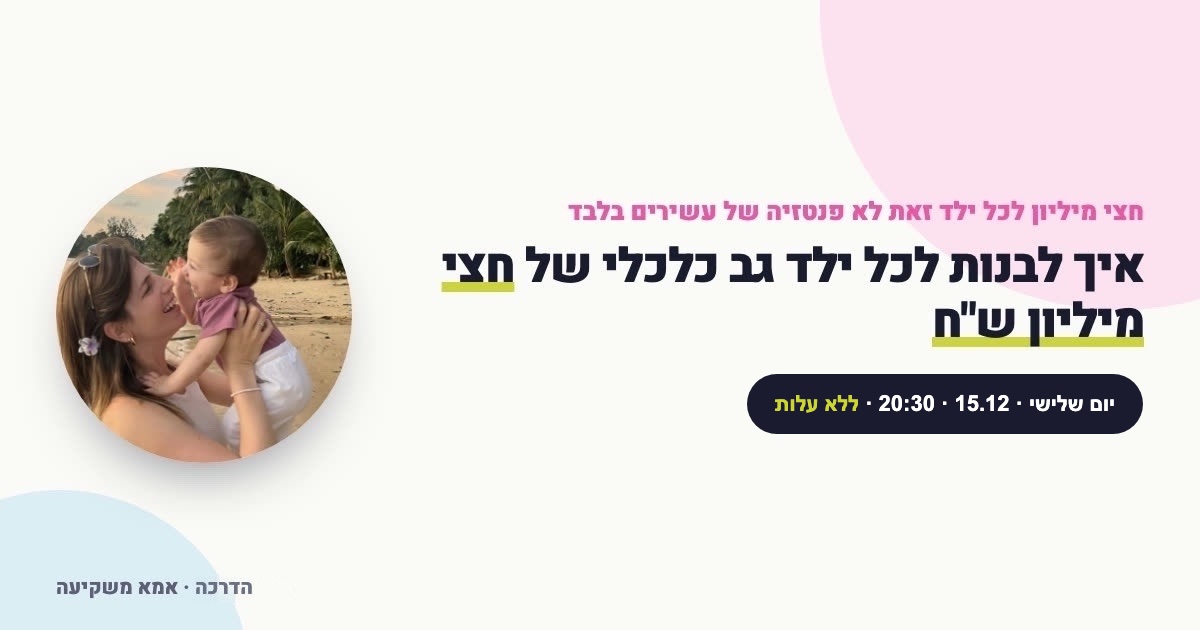 חצי מיליון לכל ילד זאת לא פנטזיה של עשירים בלבד
איך לבנות לכל ילד גב כלכלי של חצי
מיליון ש"ח
יום שלישי · 15.12 · 20:30 · ללא עלות
הדרכה · אמא משקיעה